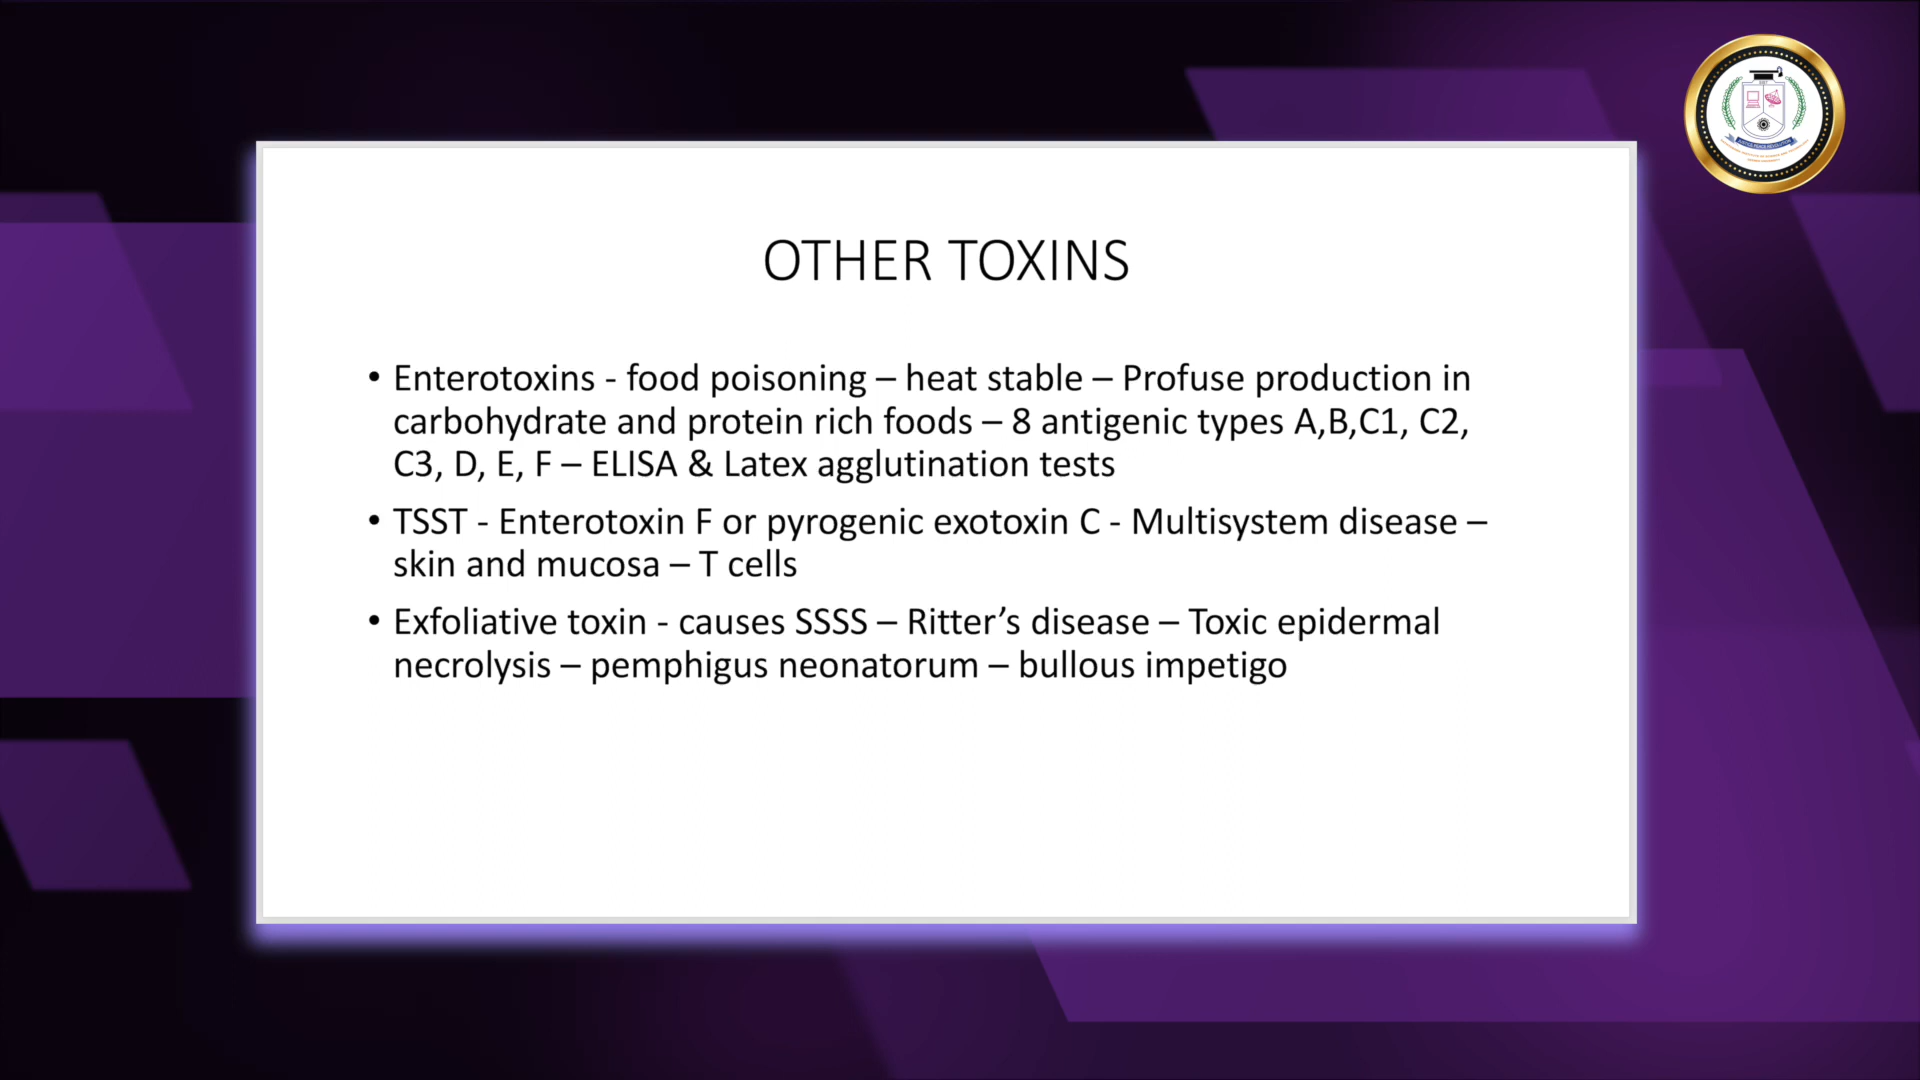 OTHER TOXINS
• Enterotoxins - food poisoning – heat stable – Profuse production in
carbohydrate and protein rich foods – 8 antigenic types A,B,C1, C2,
C3, D, E, F – ELISA & Latex agglutination tests
• TSST - Enterotoxin F or pyrogenic exotoxin C - Multisystem disease –
skin and mucosa – T cells
• Exfoliative toxin - causes SSSS – Ritter’s disease – Toxic epidermal
necrolysis – pemphigus neonatorum – bullous impetigo